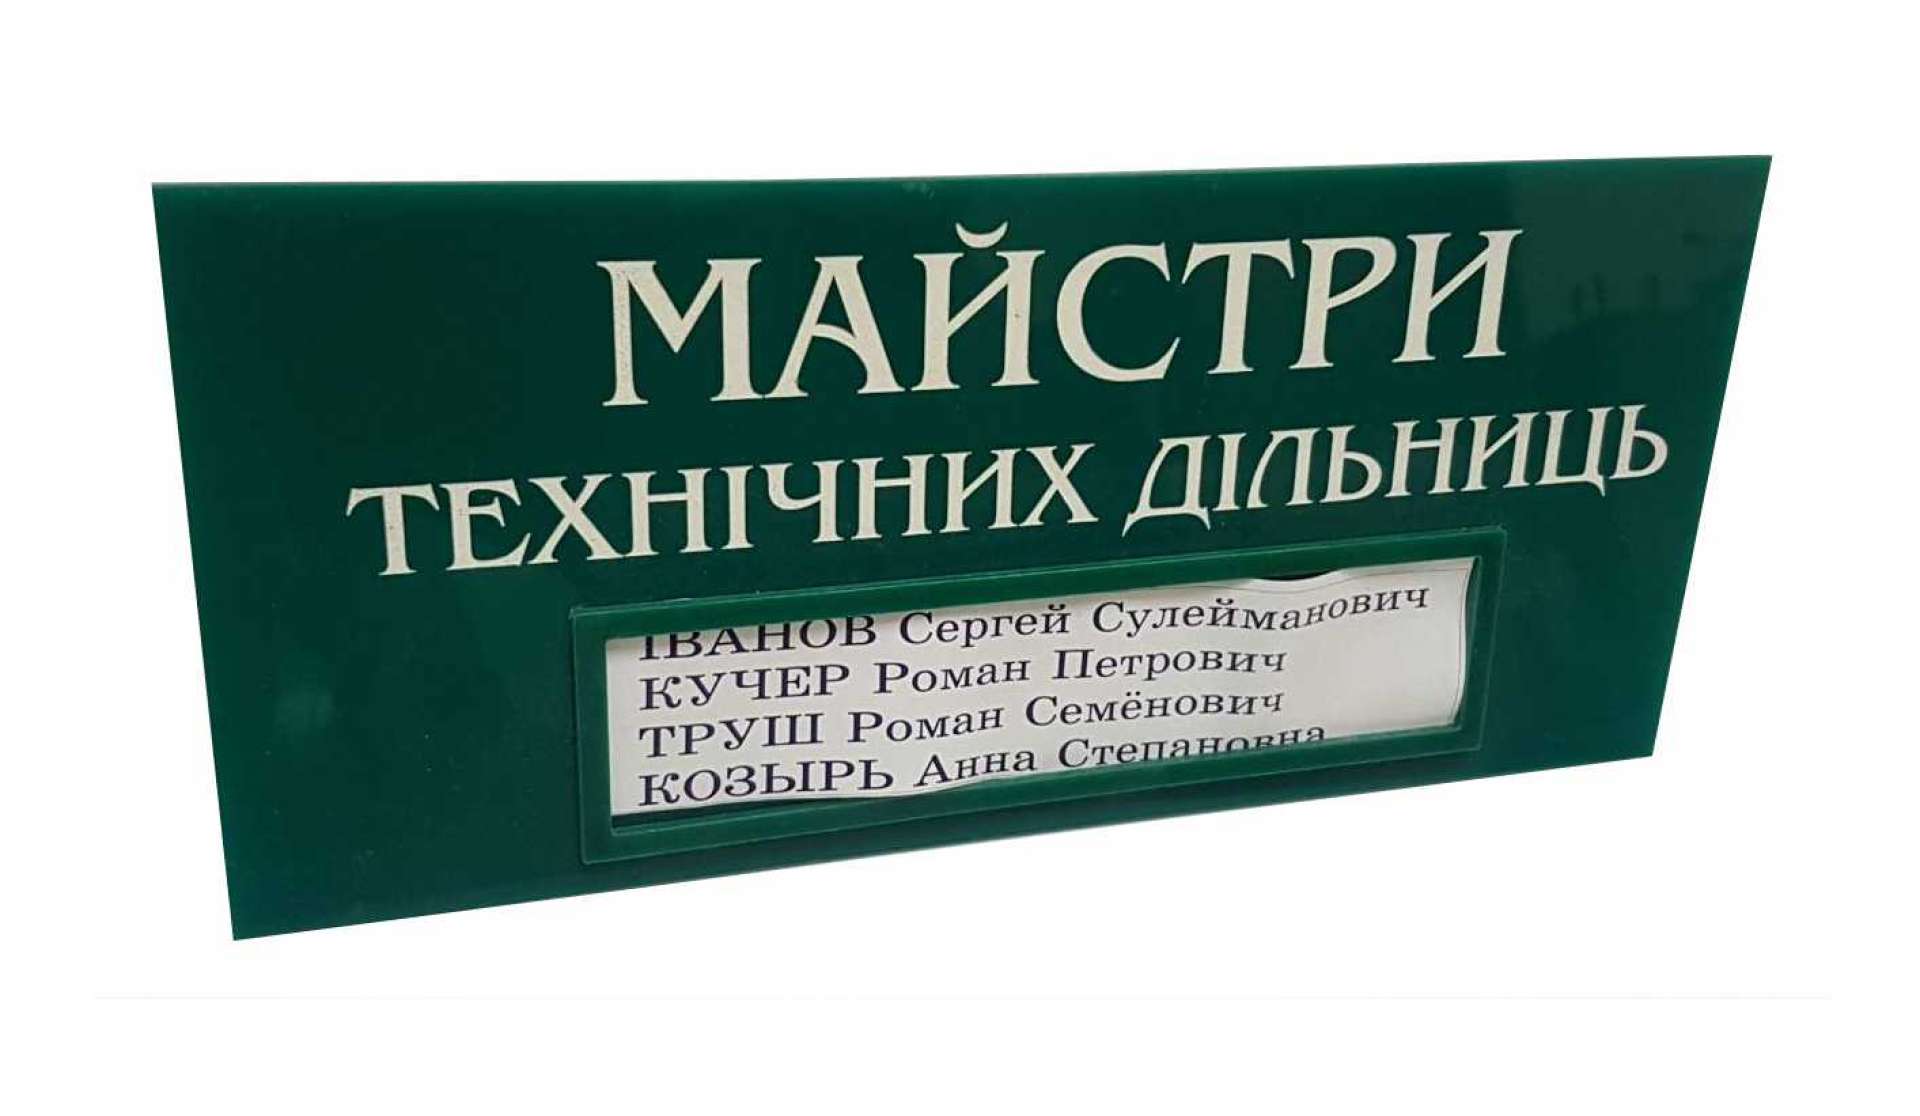 МАЙСТРИ
ТЕХНІЧНИХ ДІЛЬНИЦЬ
ІВАНОВ Сергей Сулейманович
КУЧЕР Роман Петрович
ТРУШ Роман Семёнович
КОЗЫРЬ Анна Степановна